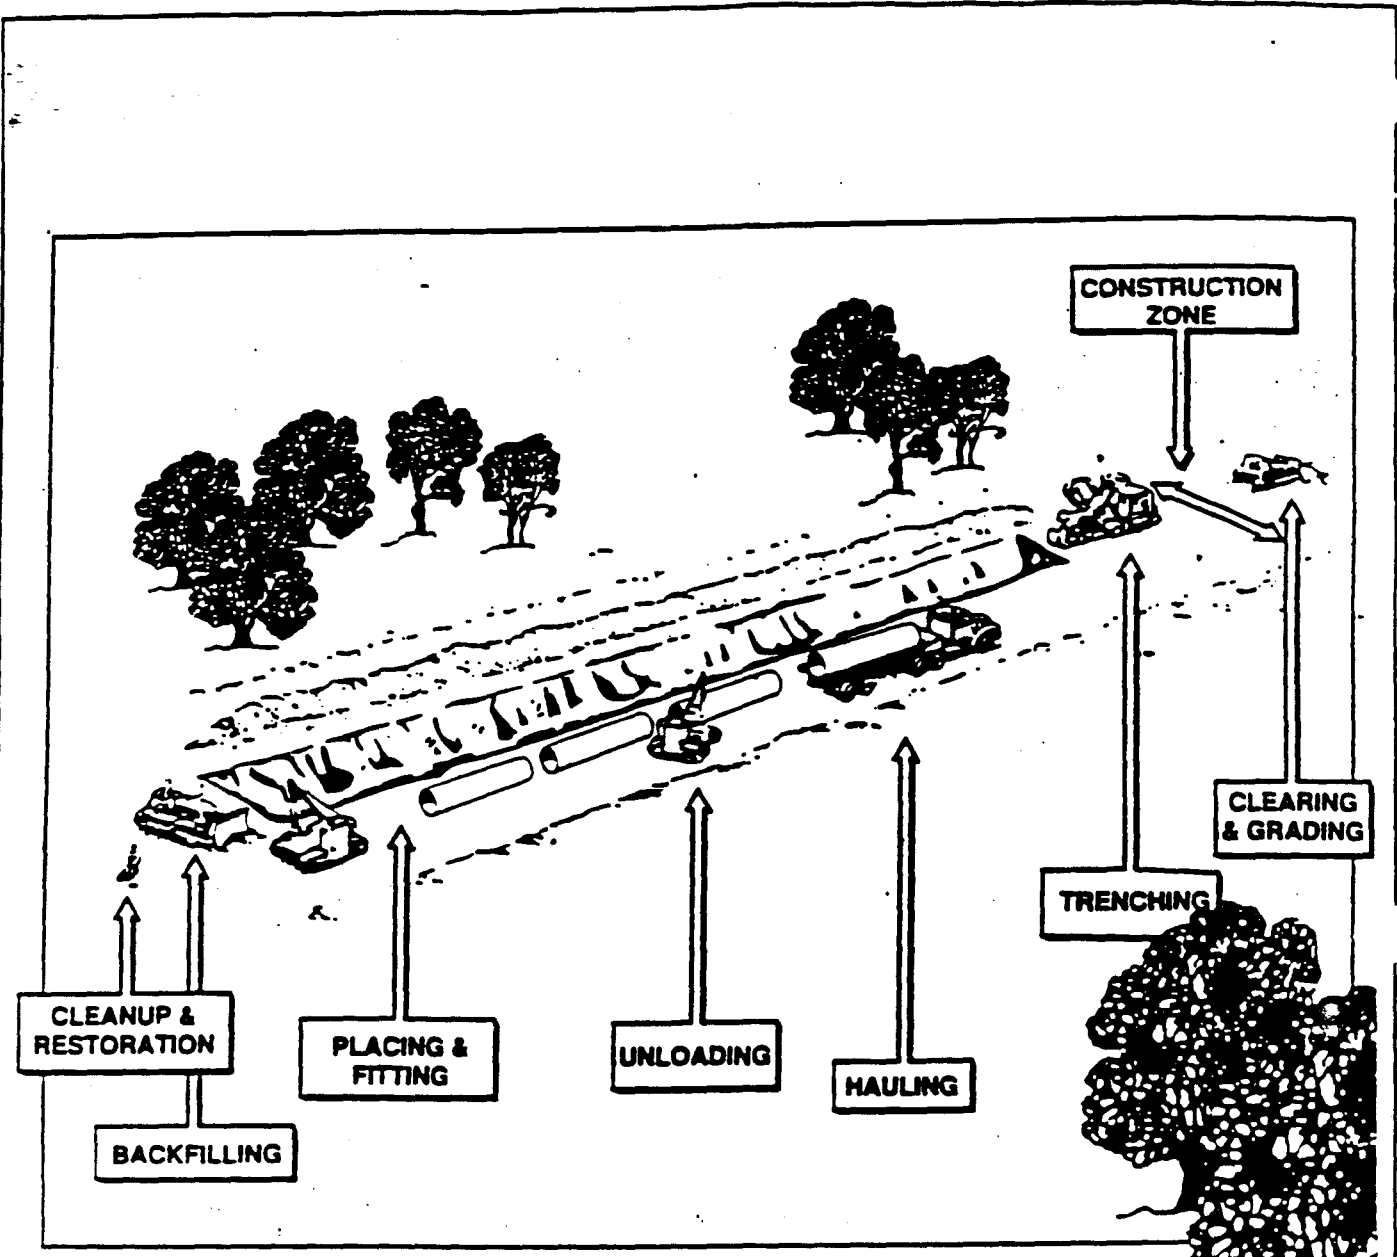 CONSTRUCTION
ZONE
CLEARING
& GRADING
TRENCHING
CLEANUP &
RESTORATION
PLACING &
FITTING
UNLOADING
HAULING
BACKFILLING